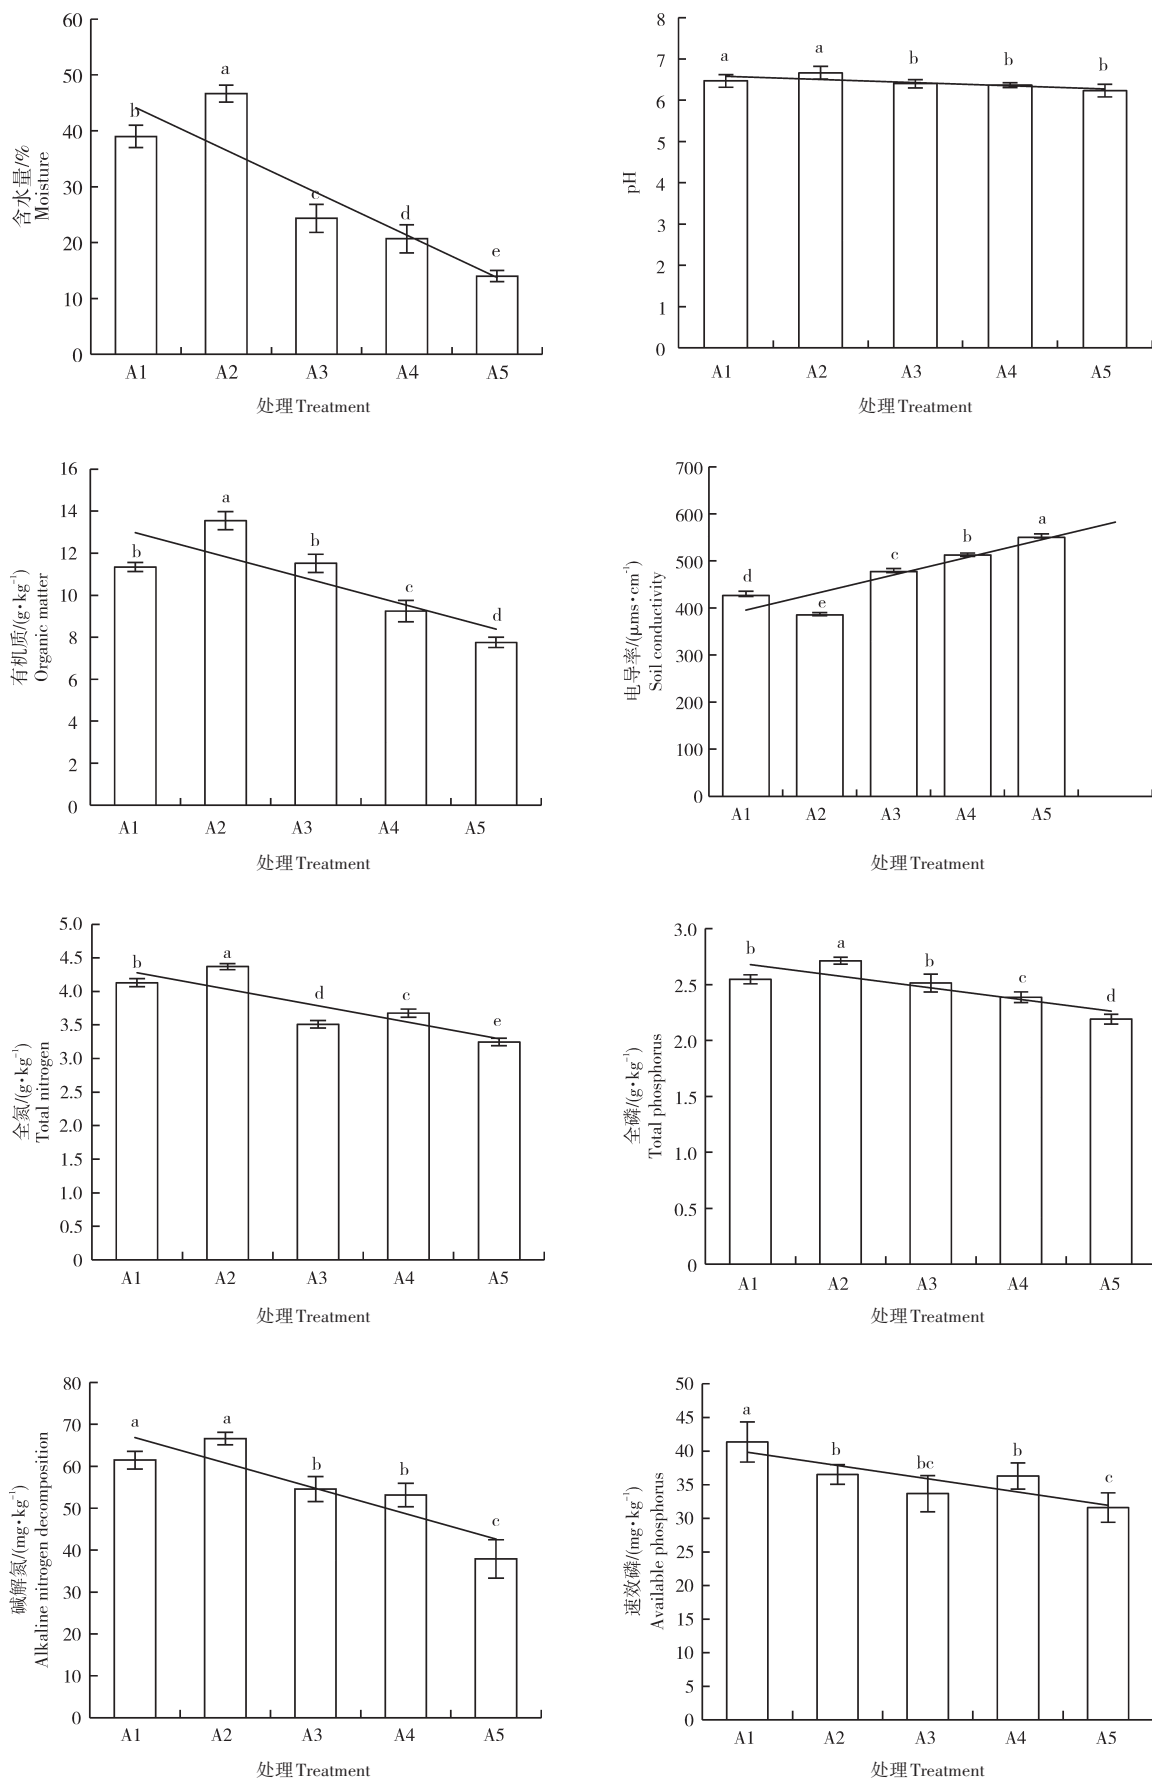 60
50
40
30
20
10
0
含水量/%
Moisture
b
a
c
d
e
A1 A2 A3 A4 A5
处理 Treatment
8
7
6
5
4
3
2
1
0
pH
a
a
b
b
b
A1 A2 A3 A4 A5
处理 Treatment
16
14
12
10
8
6
4
2
0
有机质/(g•kg⁻¹)
Organic matter
b
a
b
c
d
A1 A2 A3 A4 A5
处理 Treatment
700
600
500
400
300
200
100
0
电导率/(μms•cm⁻¹)
Soil conductivity
d
e
c
b
a
A1 A2 A3 A4 A5
处理 Treatment
5.0
4.5
4.0
3.5
3.0
2.5
2.0
1.5
1.0
0.5
0
全氮/(g•kg⁻¹)
Total nitrogen
b
a
d
c
e
A1 A2 A3 A4 A5
处理 Treatment
3.0
2.5
2.0
1.5
1.0
0.5
0
全磷/(g•kg⁻¹)
Total phosphorus
b
a
b
c
d
A1 A2 A3 A4 A5
处理 Treatment
80
70
60
50
40
30
20
10
0
碱解氮/(mg•kg⁻¹)
Alkaline nitrogen decomposition
a
a
b
b
c
A1 A2 A3 A4 A5
处理 Treatment
50
45
40
35
30
25
20
15
10
5
0
速效磷/(mg•kg⁻¹)
Available phosphorus
a
b
bc
b
c
A1 A2 A3 A4 A5
处理 Treatment